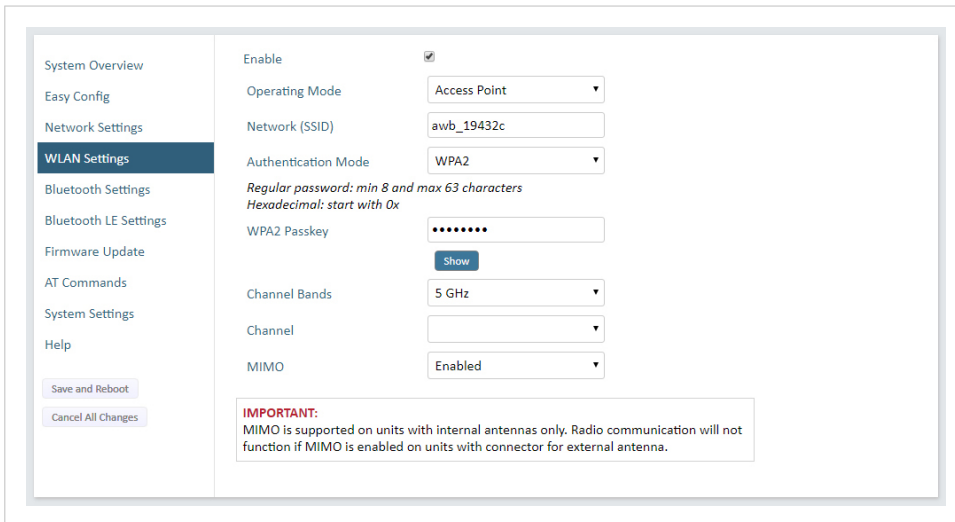 System Overview
Easy Config
Network Settings
WLAN Settings
Bluetooth Settings
Bluetooth LE Settings
Firmware Update
AT Commands
System Settings
Help
Save and Reboot
Cancel All Changes
Enable
Operating Mode Access Point
Network (SSID) awb_19432c
Authentication Mode WPA2
Regular password: min 8 and max 63 characters
Hexadecimal: start with 0x
WPA2 Passkey ••••••••
Show
Channel Bands 5 GHz
Channel
MIMO Enabled
IMPORTANT:
MIMO is supported on units with internal antennas only. Radio communication will not
function if MIMO is enabled on units with connector for external antenna.